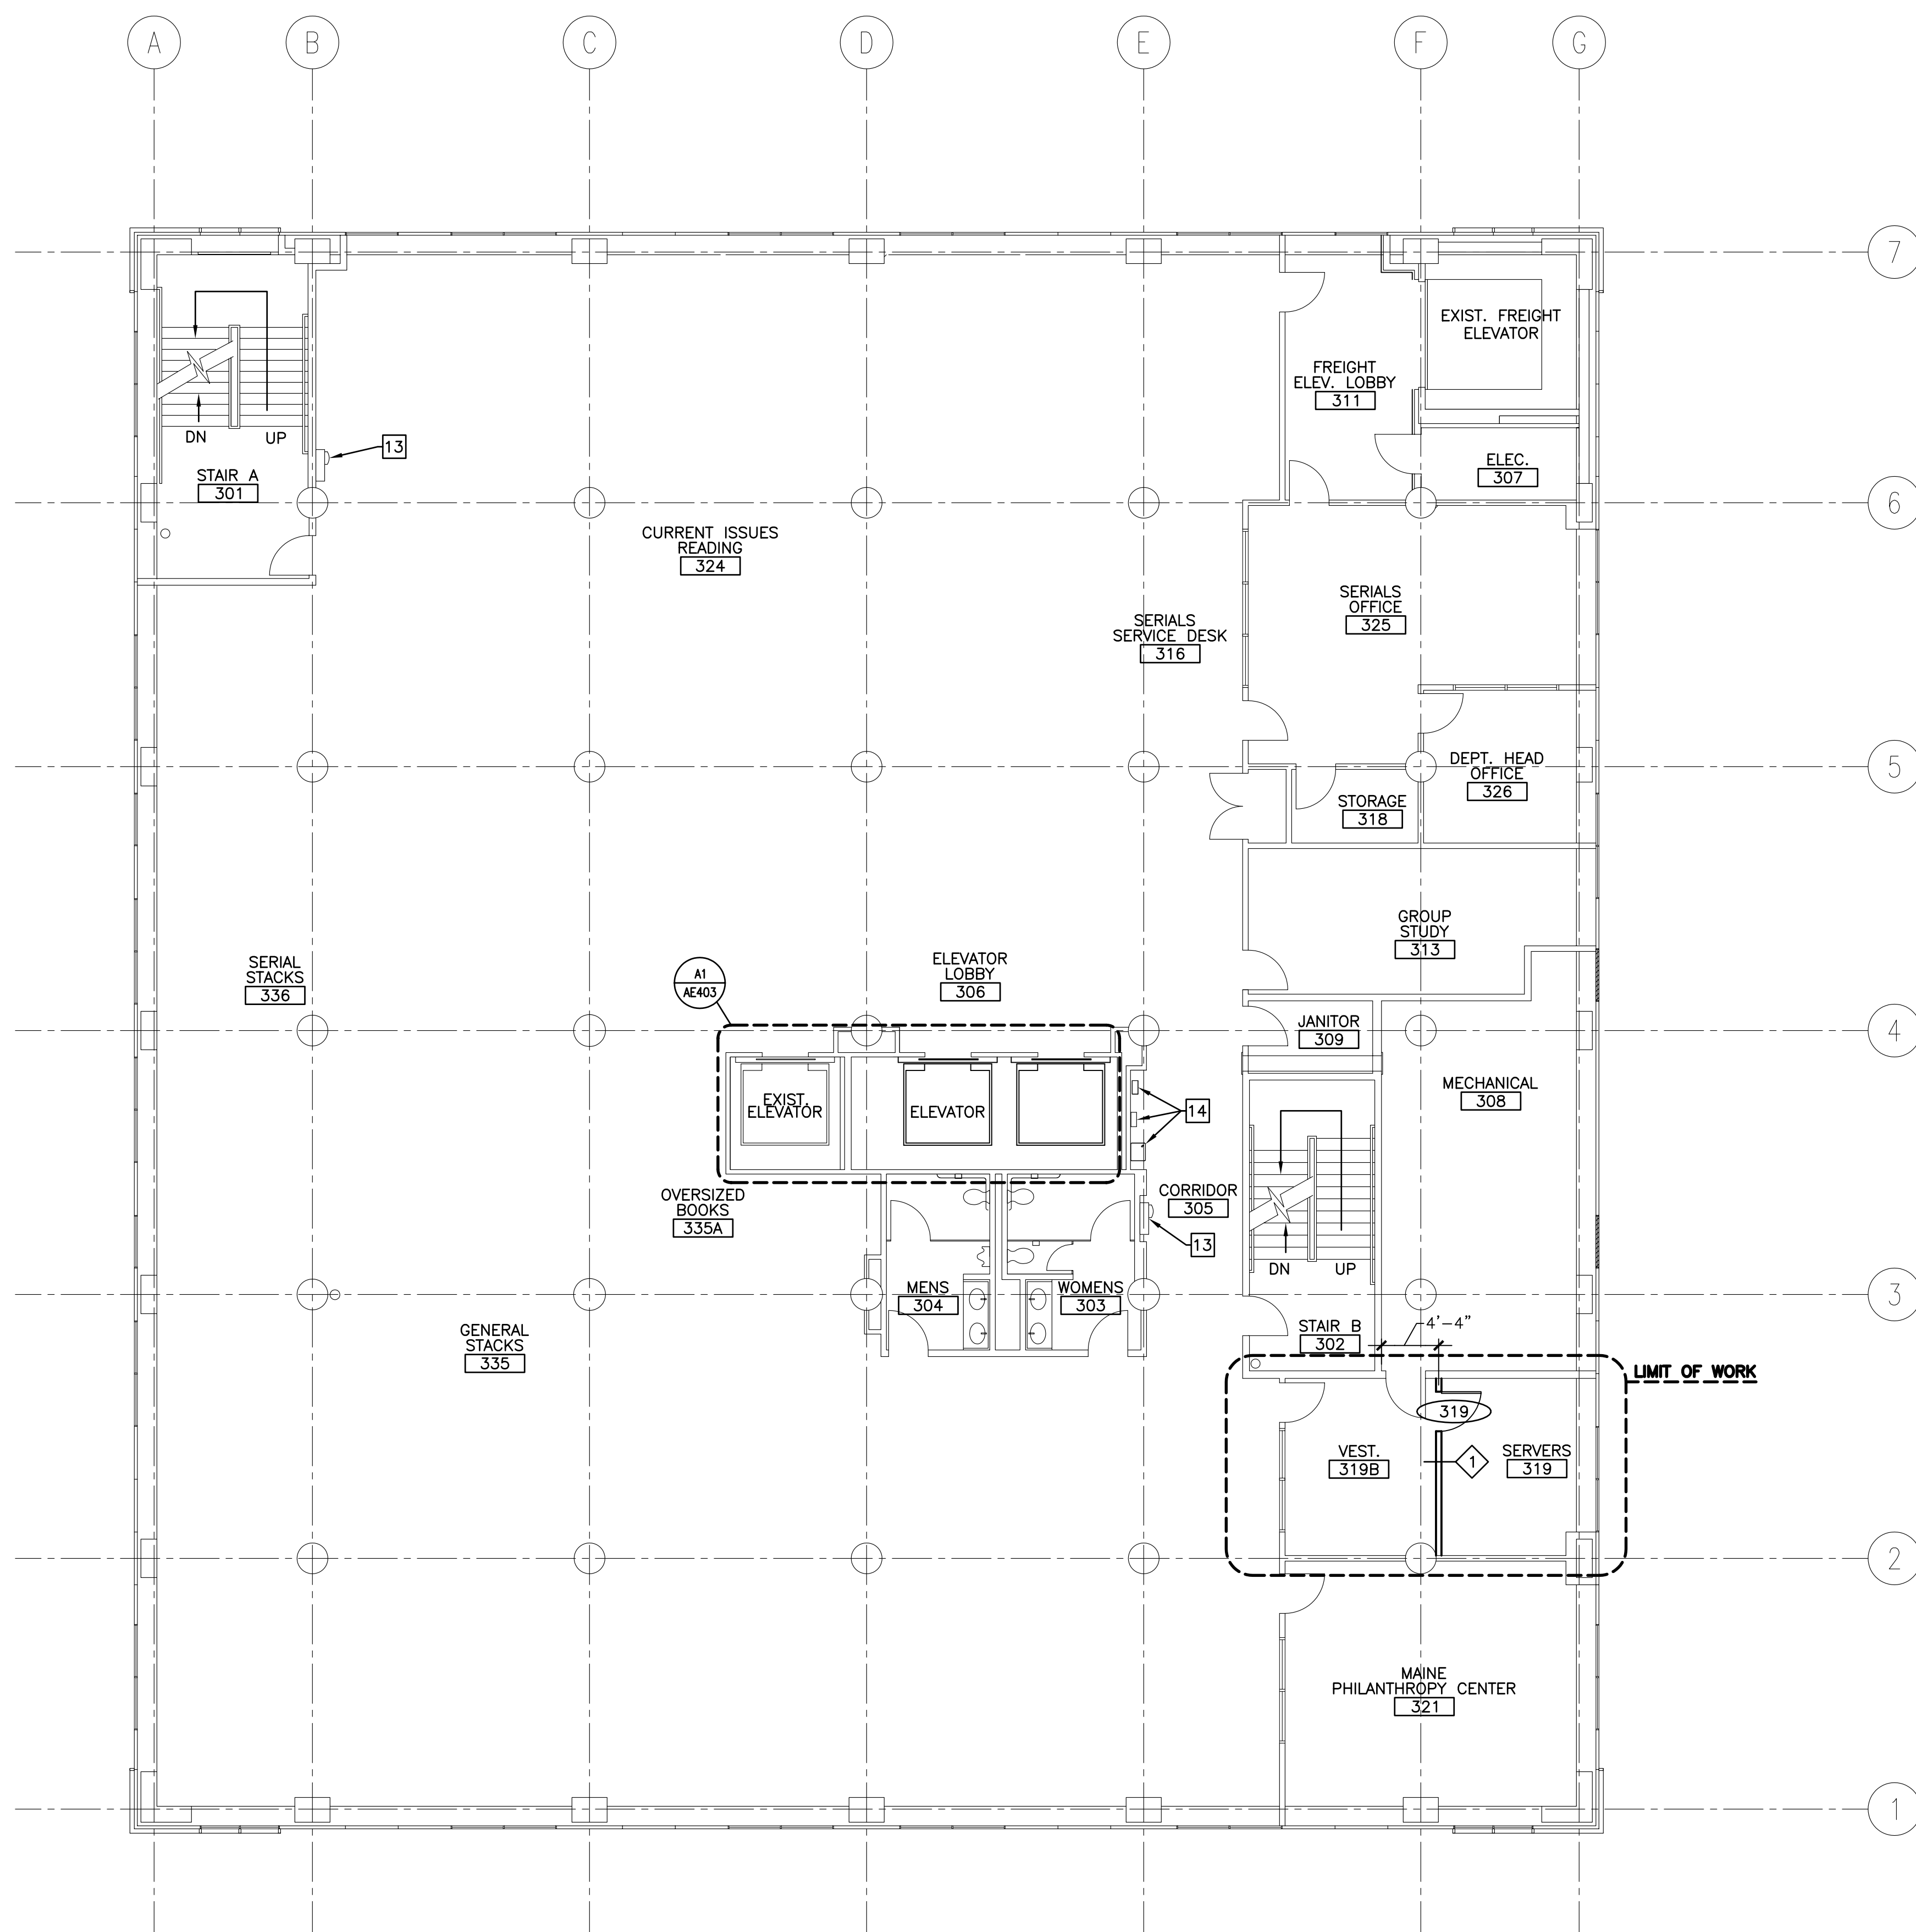 A
B
C
D
E
F
G
7
EXIST. FREIGHT
ELEVATOR
FREIGHT
ELEV. LOBBY
311
DN
UP
13
ELEC.
307
STAIR A
301
6
CURRENT ISSUES
READING
324
SERIALS
OFFICE
325
SERIALS
SERVICE DESK
316
DEPT. HEAD
OFFICE
326
5
STORAGE
318
GROUP
STUDY
313
SERIAL
STACKS
336
A1
AE403
ELEVATOR
LOBBY
306
JANITOR
309
4
MECHANICAL
308
EXIST.
ELEVATOR
ELEVATOR
14
OVERSIZED
BOOKS
335A
CORRIDOR
305
13
DN
UP
MENS
304
WOMENS
303
3
GENERAL
STACKS
335
STAIR B
302
4'-4"
LIMIT OF WORK
319
VEST.
319B
1
SERVERS
319
2
MAINE
PHILANTHROPY CENTER
321
1